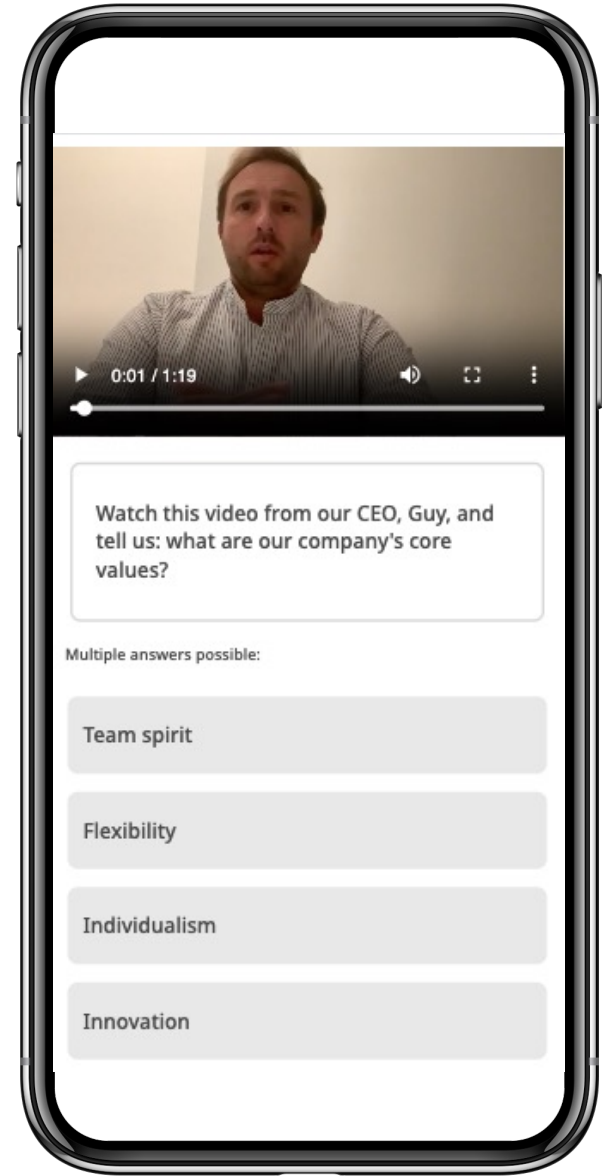 0:01 / 1:19
Watch this video from our CEO, Guy, and
tell us: what are our company's core
values?
Multiple answers possible:
Team spirit
Flexibility
Individualism
Innovation